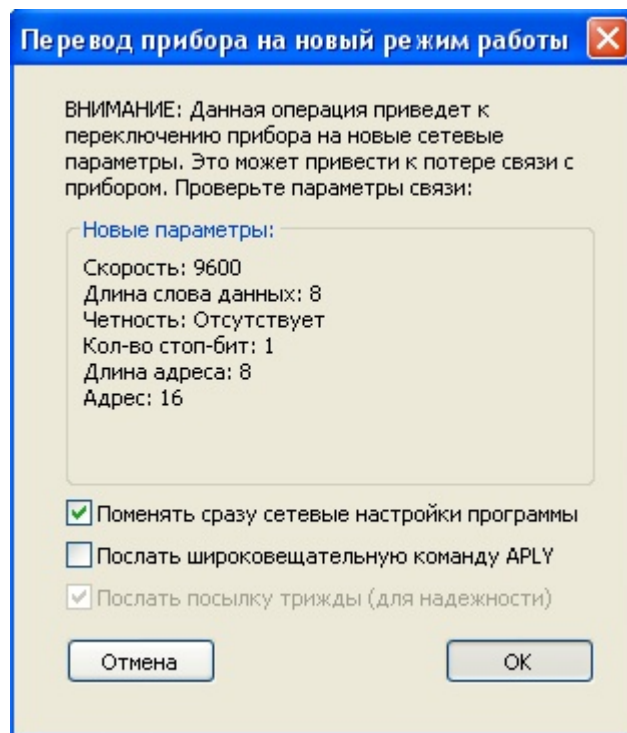 Перевод прибора на новый режим работы
ВНИМАНИЕ: Данная операция приведет к
переключению прибора на новые сетевые
параметры. Это может привести к потере связи с
прибором. Проверьте параметры связи:
Новые параметры:
Скорость: 9600
Длина слова данных: 8
Четность: Отсутствует
Кол-во стоп-бит: 1
Длина адреса: 8
Адрес: 16
Поменять сразу сетевые настройки программы
Послать широковещательную команду APLY
Послать посылку трижды (для надежности)
Отмена
OK